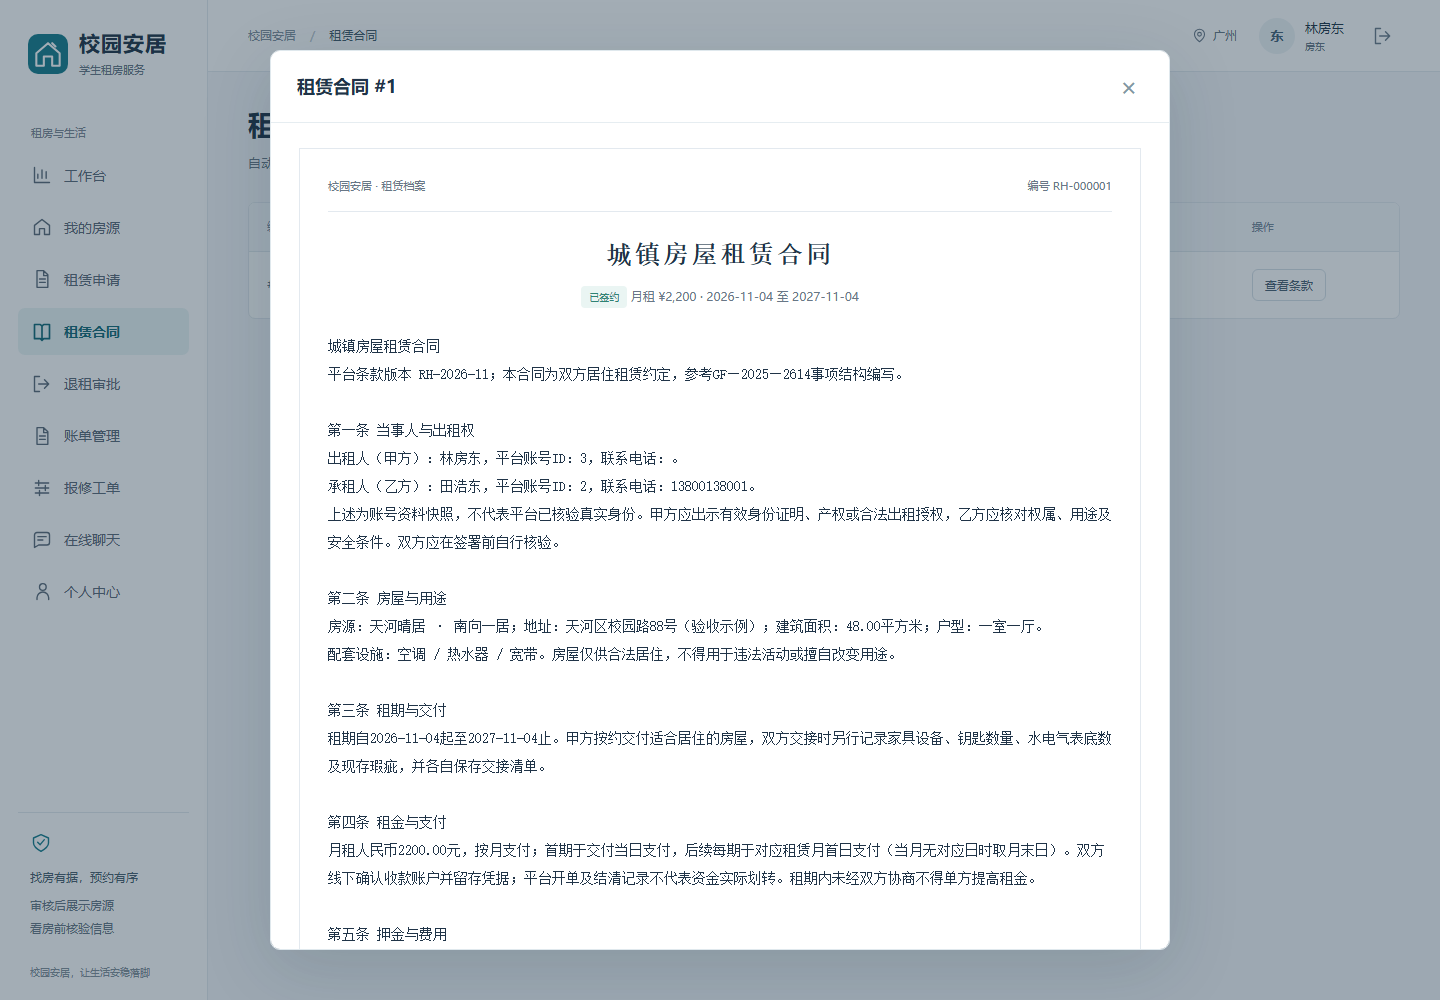 校园安居
学生租房服务
租房与生活
工作台
我的房源
租赁申请
租赁合同
退租审批
账单管理
报修工单
在线聊天
个人中心
找房有据，预约有序
审核后展示房源
看房前核验信息
校园安居，让生活安稳落脚
校园安居 / 租赁合同
广州
东
林房东
房东
租
自动
操作
查看条款
租赁合同 #1
校园安居 · 租赁档案
编号 RH-000001
城镇房屋租赁合同
已签约 月租 ¥2,200 · 2026-11-04 至 2027-11-04
城镇房屋租赁合同
平台条款版本 RH-2026-11；本合同为双方居住租赁约定，参考GF—2025—2614事项结构编写。
第一条 当事人与出租权
出租人（甲方）：林房东，平台账号ID：3，联系电话：。
承租人（乙方）：田浩东，平台账号ID：2，联系电话：13800138001。
上述为账号资料快照，不代表平台已核验真实身份。甲方应出示有效身份证明、产权或合法出租授权，乙方应核对权属、用途及
安全条件。双方应在签署前自行核验。
第二条 房屋与用途
房源：天河晴居 · 南向一居；地址：天河区校园路88号（验收示例）；建筑面积：48.00平方米；户型：一室一厅。
配套设施：空调 / 热水器 / 宽带。房屋仅供合法居住，不得用于违法活动或擅自改变用途。
第三条 租期与交付
租期自2026-11-04起至2027-11-04止。甲方按约交付适合居住的房屋，双方交接时另行记录家具设备、钥匙数量、水电气表底数
及现存瑕疵，并各自保存交接清单。
第四条 租金与支付
月租人民币2200.00元，按月支付；首期于交付当日支付，后续每期于对应租赁月首日支付（当月无对应日时取月末日）。双方
线下确认收款账户并留存凭据；平台开单及结清记录不代表资金实际划转。租期内未经双方协商不得单方提高租金。
第五条 押金与费用